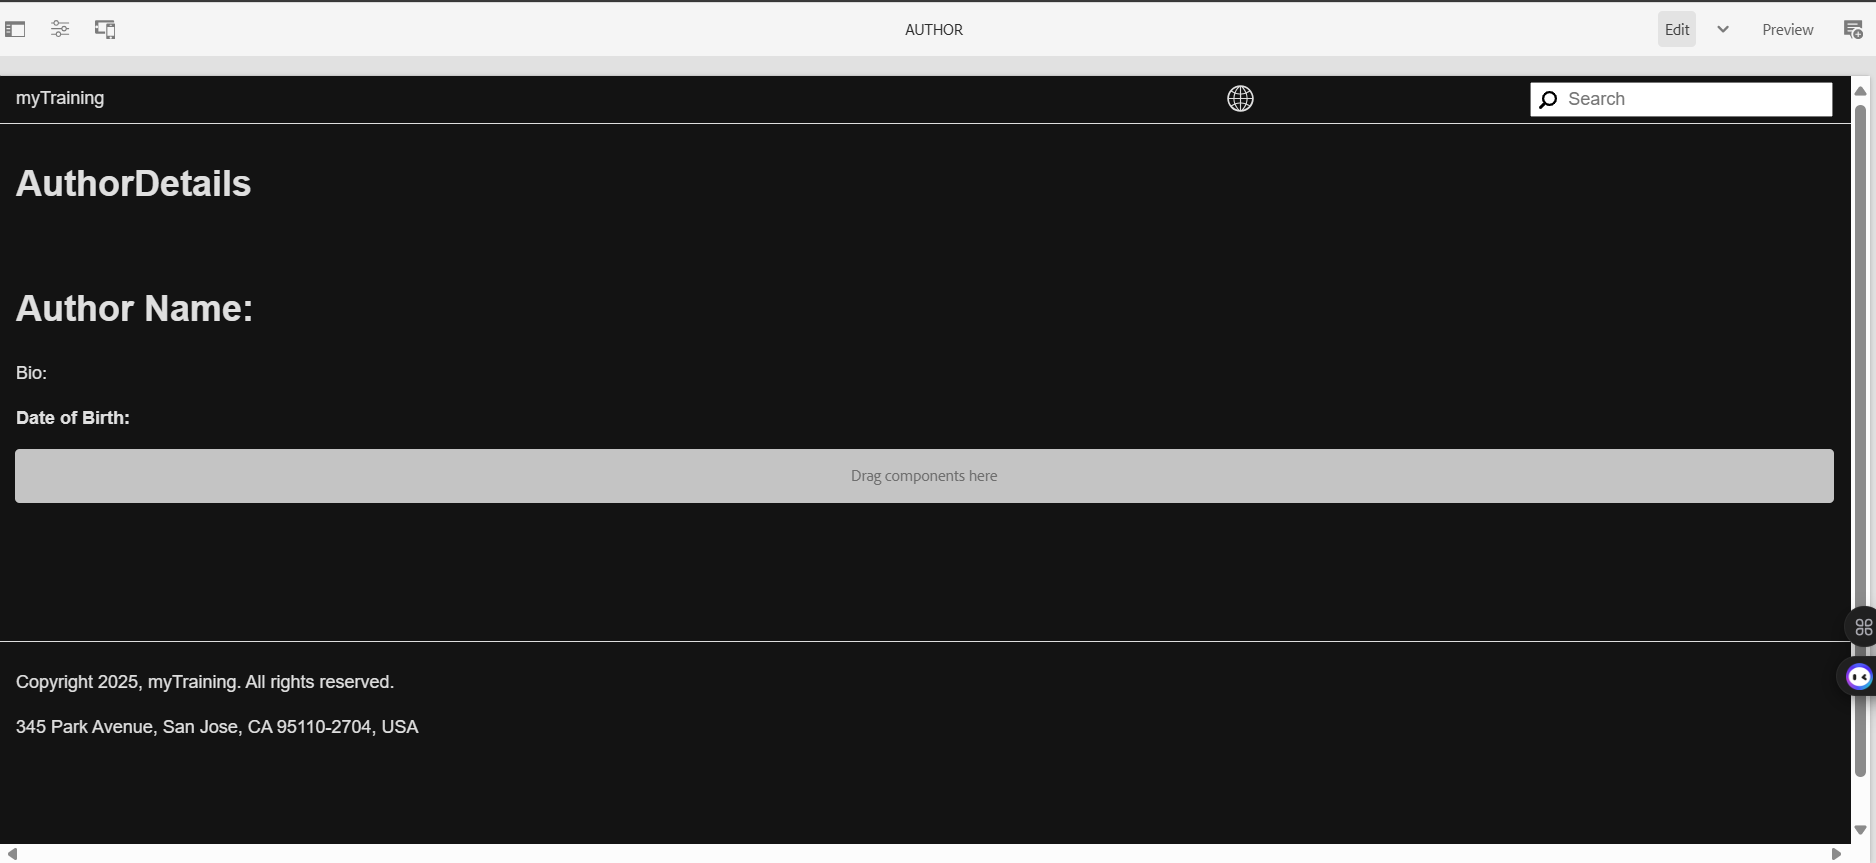 AUTHOR
Edit
Preview
myTraining
Search
AuthorDetails
Author Name:
Bio:
Date of Birth:
Drag components here
Copyright 2025, myTraining. All rights reserved.
345 Park Avenue, San Jose, CA 95110-2704, USA